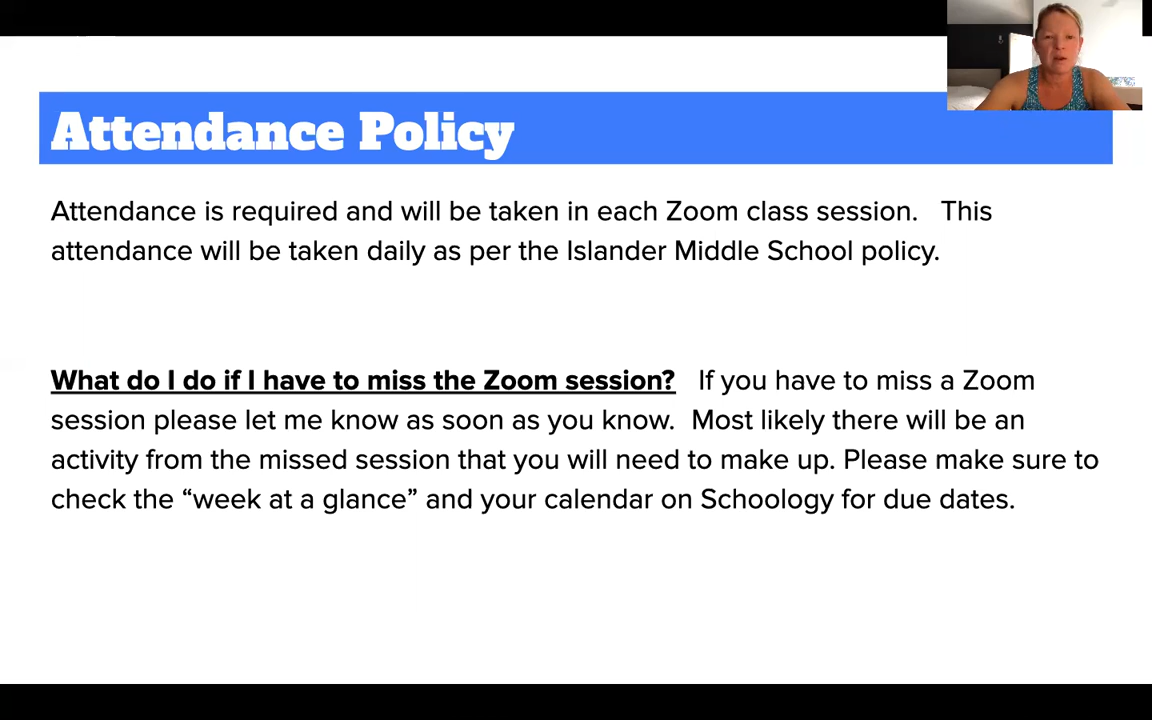 Attendance Policy
Attendance is required and will be taken in each Zoom class session.   This
attendance will be taken daily as per the Islander Middle School policy.
What do I do if I have to miss the Zoom session?   If you have to miss a Zoom
session please let me know as soon as you know.  Most likely there will be an
activity from the missed session that you will need to make up. Please make sure to
check the “week at a glance” and your calendar on Schoology for due dates.